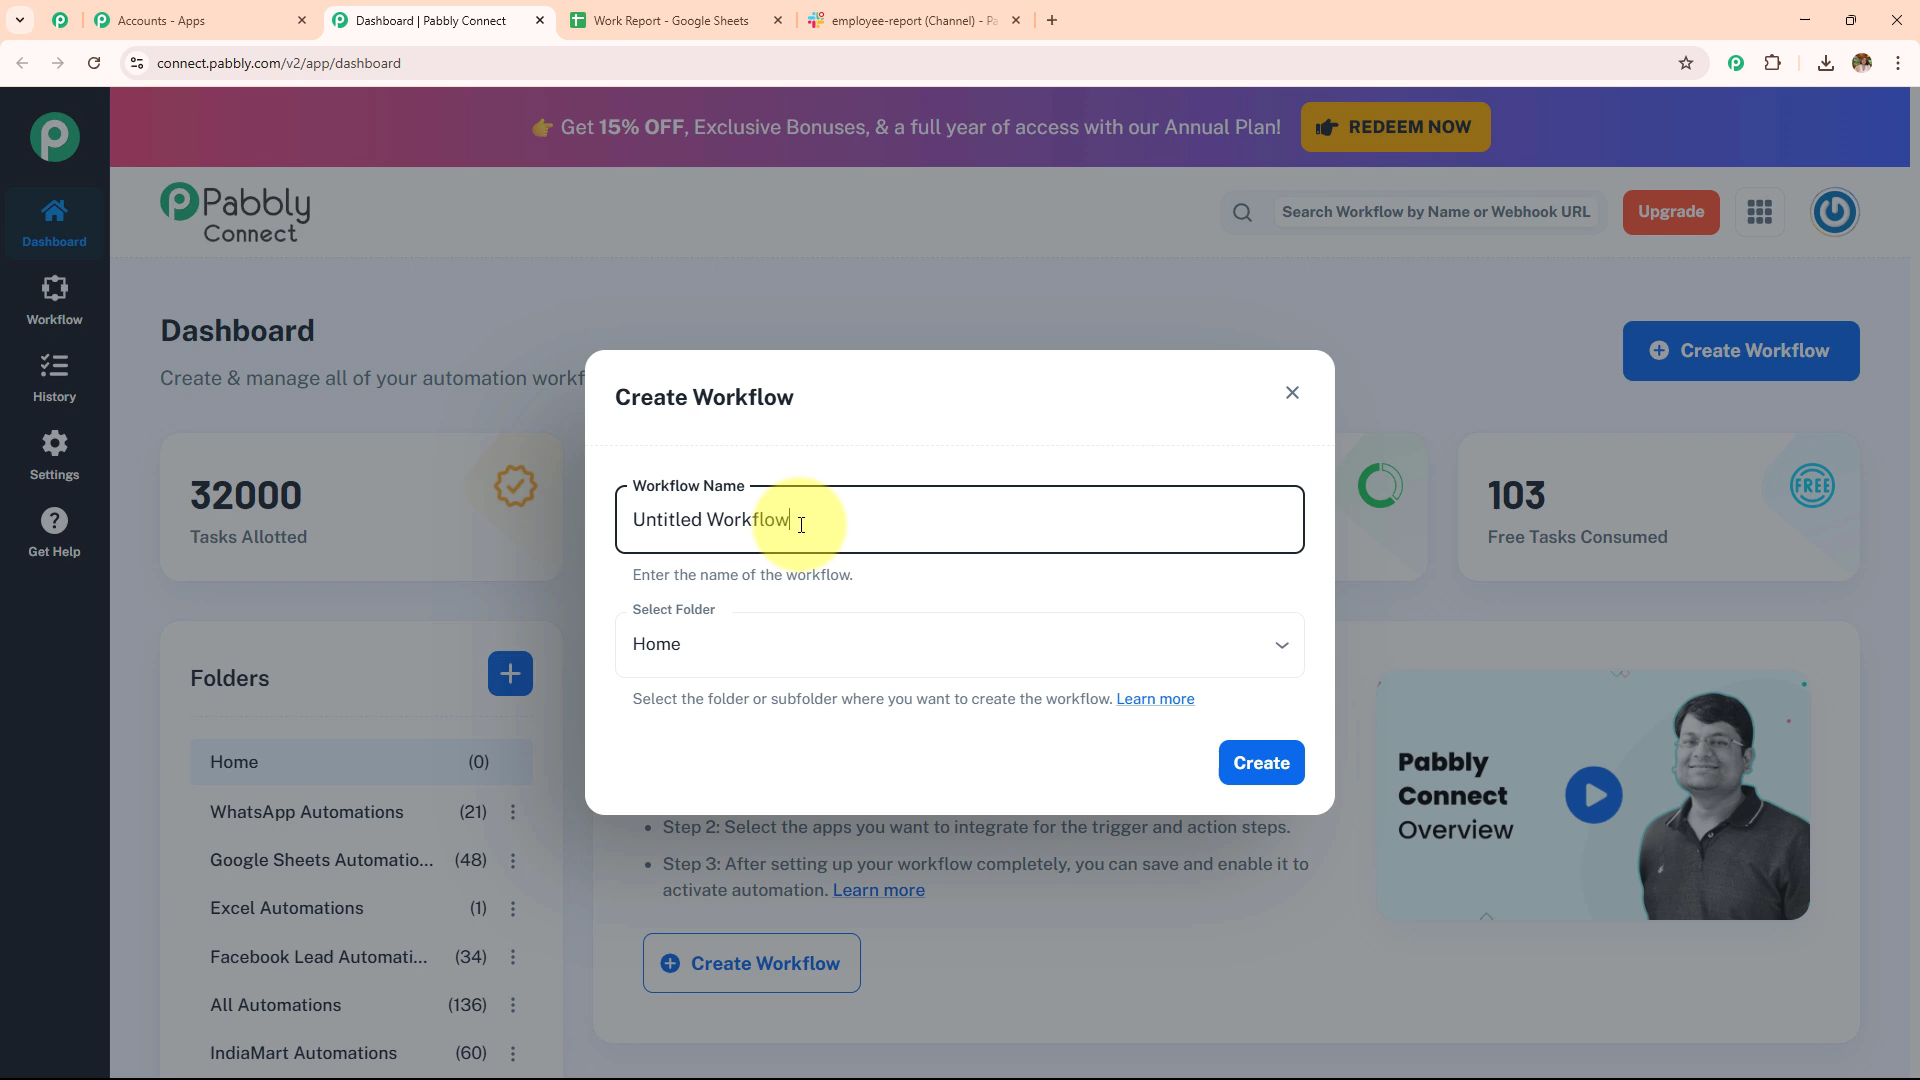 Accounts - Apps
Dashboard | Pabbly Connect
Work Report - Google Sheets
employee-report (Channel) - Pa
connect.pabbly.com/v2/app/dashboard
👉 Get 15% OFF, Exclusive Bonuses, & a full year of access with our Annual Plan!
REDEEM NOW
Pabbly
Connect
Search Workflow by Name or Webhook URL
Upgrade
Dashboard
Workflow
History
Settings
Get Help
Dashboard
Create & manage all of your automation workf
Create Workflow
32000
Tasks Allotted
103
Free Tasks Consumed
FREE
Create Workflow
Workflow Name
Untitled Workflow
Enter the name of the workflow.
Select Folder
Home
Select the folder or subfolder where you want to create the workflow. Learn more
Create
Folders
Home (0)
WhatsApp Automations (21)
Google Sheets Automatio... (48)
Excel Automations (1)
Facebook Lead Automati... (34)
All Automations (136)
IndiaMart Automations (60)
• Step 2: Select the apps you want to integrate for the trigger and action steps.
• Step 3: After setting up your workflow completely, you can save and enable it to
activate automation. Learn more
Create Workflow
Pabbly
Connect
Overview